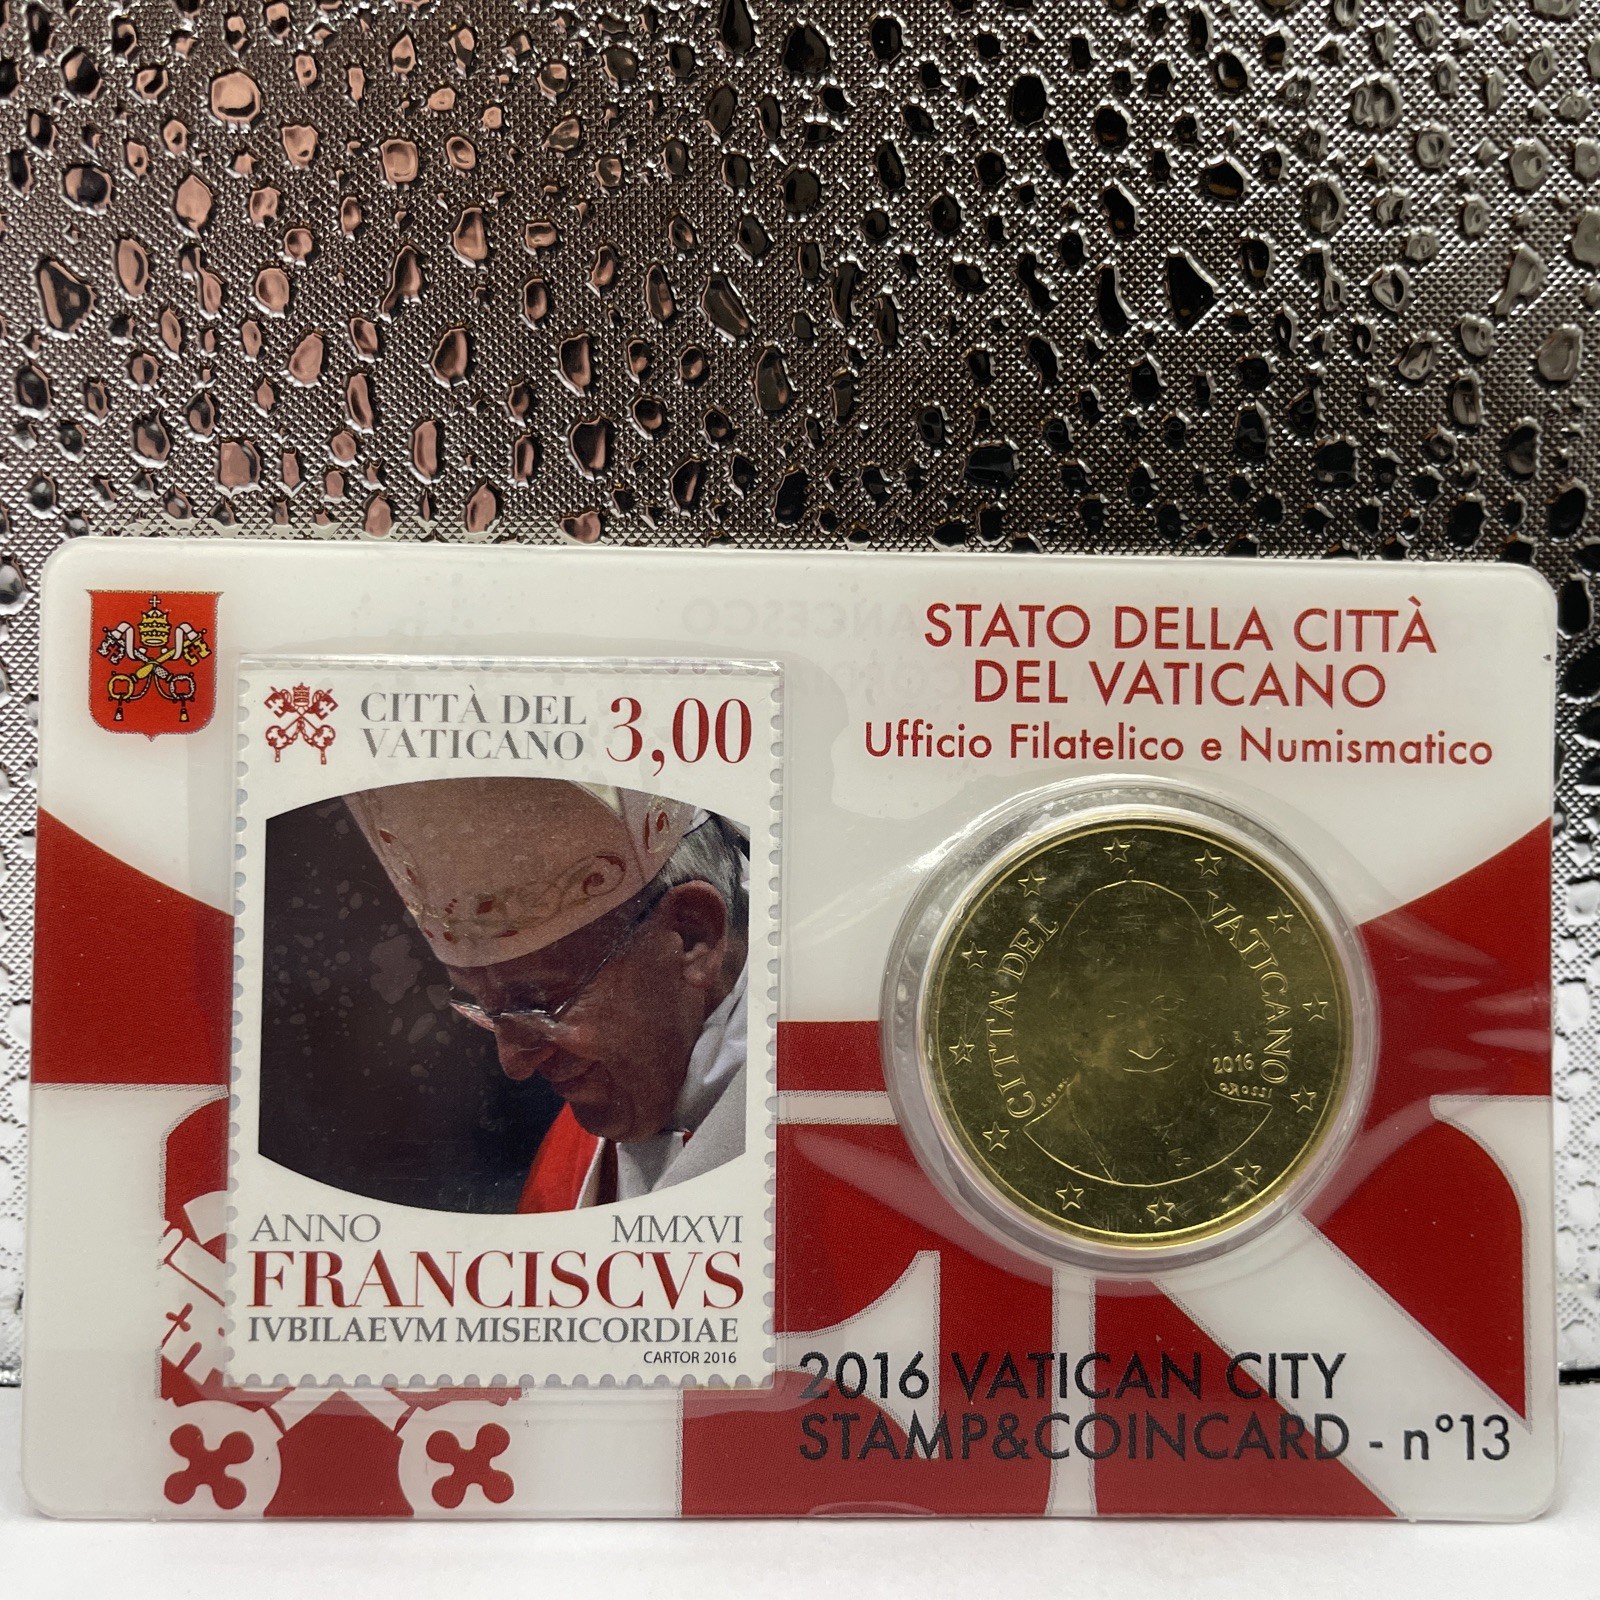 STATO DELLA CITTÀ
DEL VATICANO
Ufficio Filatelico e Numismatico
CITTÀ DEL
VATICANO
3,00
ANNO MMXVI
FRANCISCVS
IVBILAEVM MISERICORDIAE
CARTOR 2016
CITTA' DEL VATICANO
R
2016
GROSSI
2016 VATICAN CITY
STAMP&COINCARD - n°13